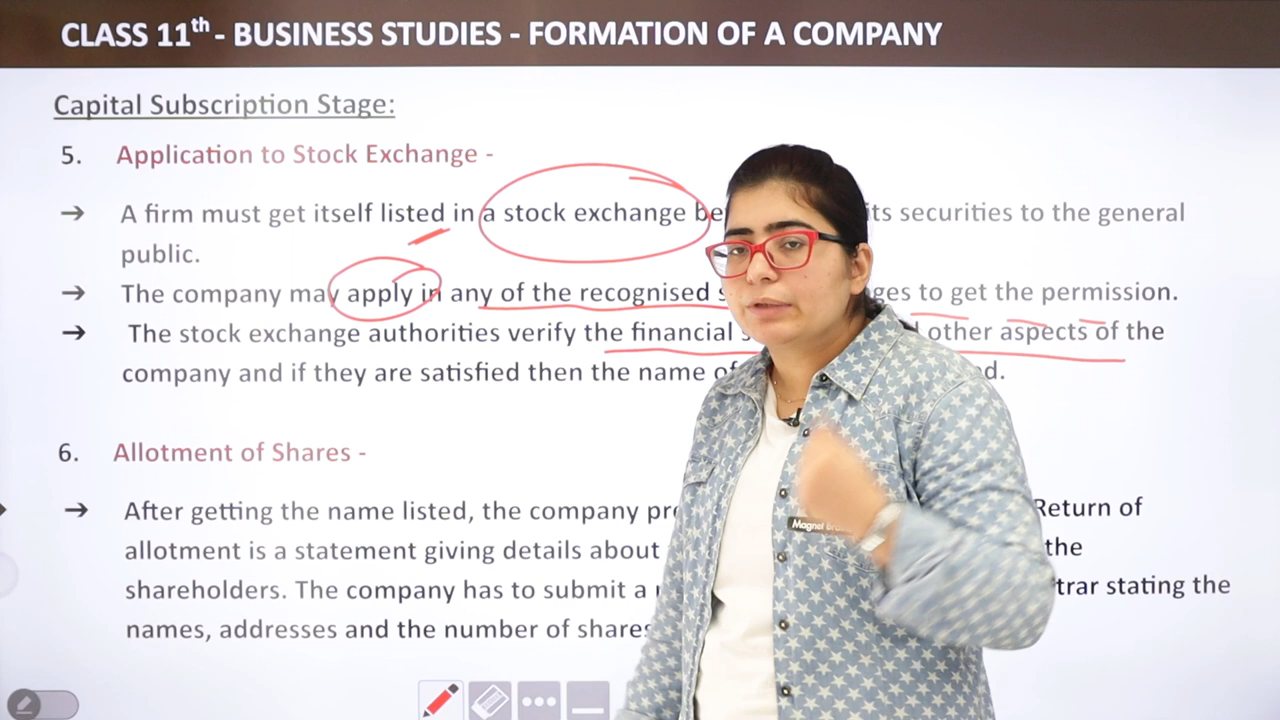 CLASS 11th - BUSINESS STUDIES - FORMATION OF A COMPANY
Capital Subscription Stage:
5. Application to Stock Exchange -
→ A firm must get itself listed in a stock exchange its securities to the general
public.
→ The company may apply in any of the recognised to get the permission.
→ The stock exchange authorities verify the financial other aspects of the
company and if they are satisfied then the name of
6. Allotment of Shares -
→ After getting the name listed, the company Return of
allotment is a statement giving details about the
shareholders. The company has to submit a stating the
names, addresses and the number of shares
Magnet